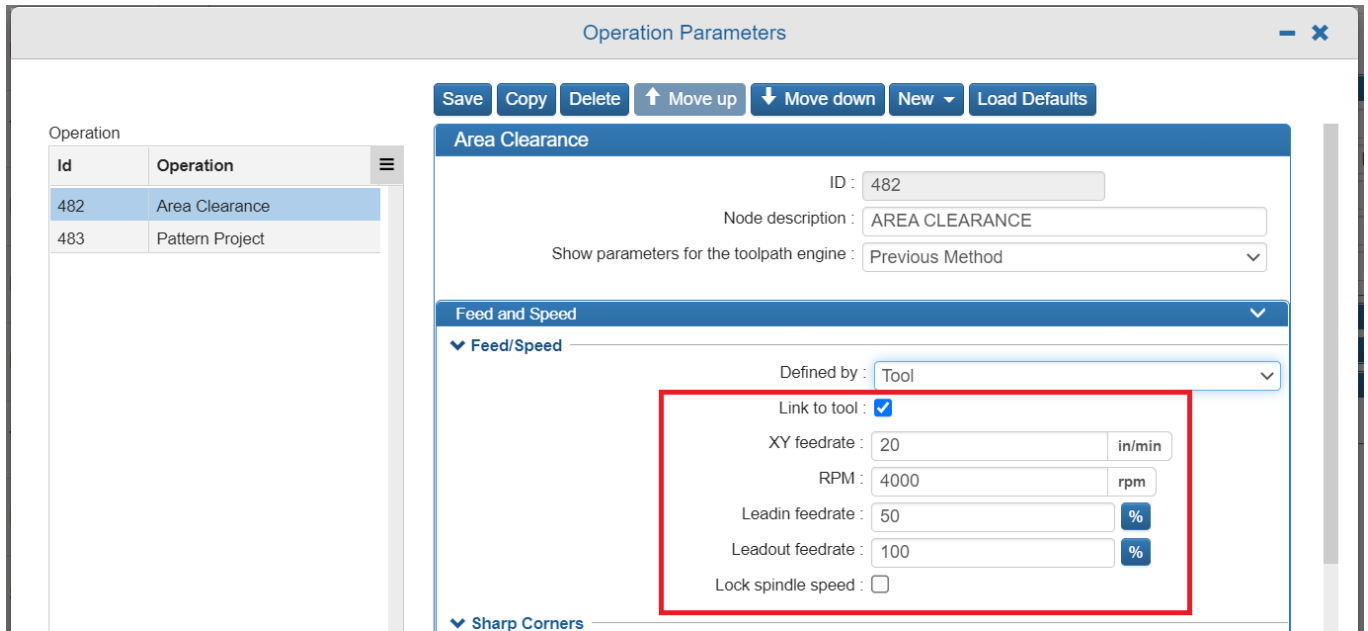 Operation Parameters
Save Copy Delete Move up Move down New Load Defaults
Operation
Id Operation
482 Area Clearance
483 Pattern Project
Area Clearance
ID : 482
Node description : AREA CLEARANCE
Show parameters for the toolpath engine : Previous Method
Feed and Speed
Feed/Speed
Defined by : Tool
Link to tool :
XY feedrate : 20 in/min
RPM : 4000 rpm
Leadin feedrate : 50 %
Leadout feedrate : 100 %
Lock spindle speed :
Sharp Corners